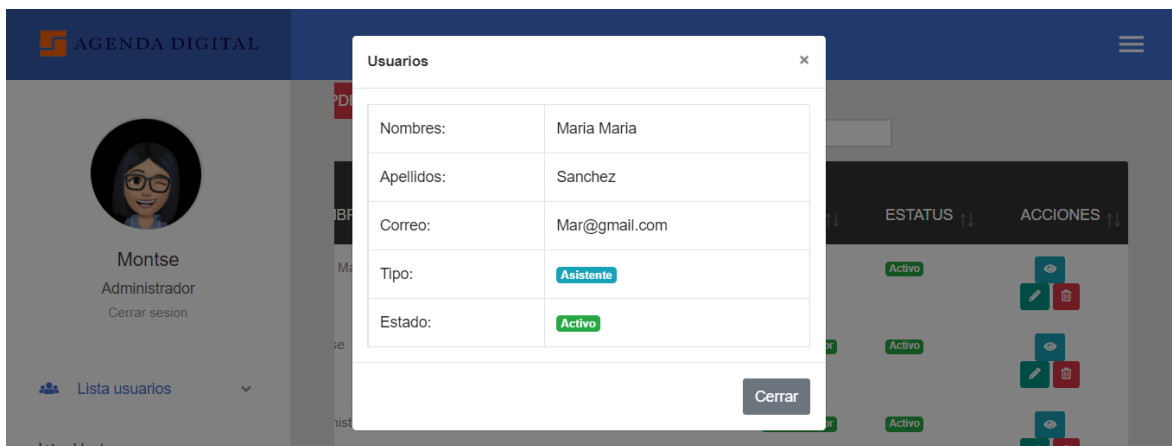 AGENDA DIGITAL
Usuarios ×
Nombres: Maria Maria
Apellidos: Sanchez
Correo: Mar@gmail.com
Tipo: Asistente
Estado: Activo
Cerrar
Montse
Administrador
Cerrar sesion
Lista usuarios
ESTATUS ACCIONES
Activo
Activo
Activo